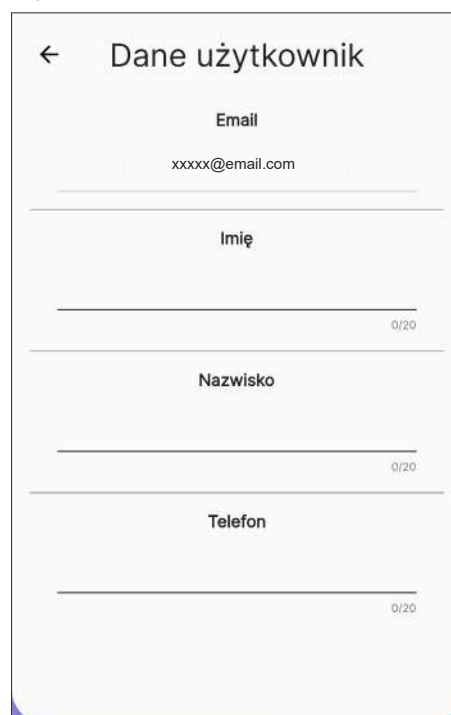 Dane użytkownik
Email
xxxxx@email.com
Imię
0/20
Nazwisko
0/20
Telefon
0/20